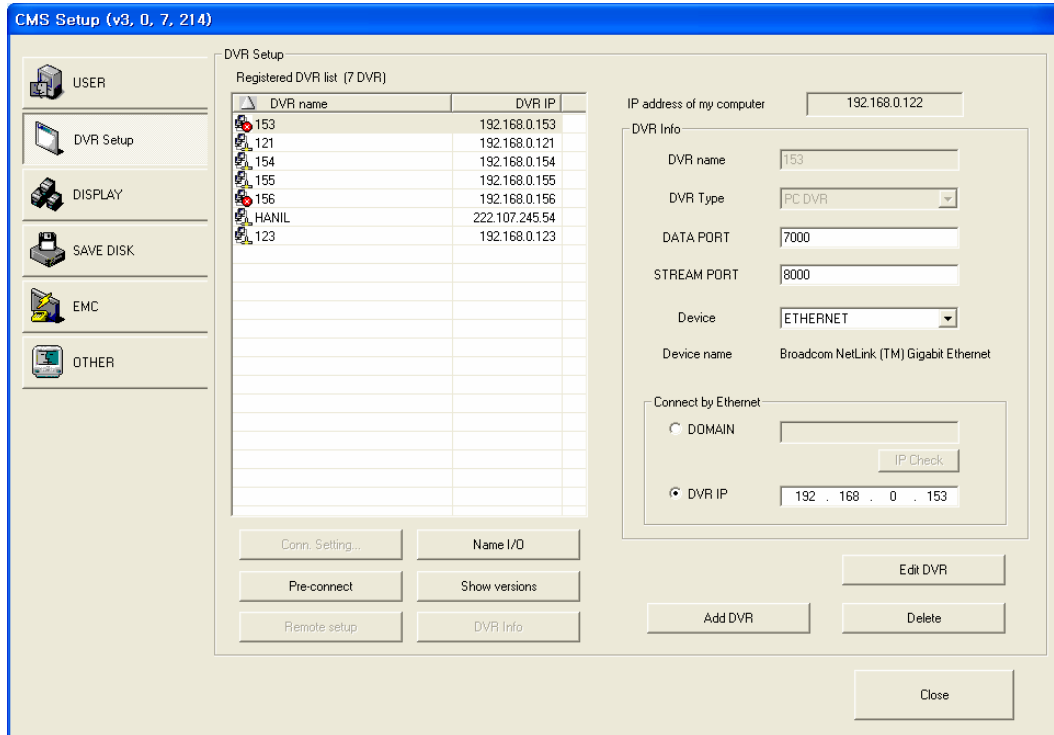 CMS Setup (v3, 0, 7, 214)
USER
DVR Setup
DISPLAY
SAVE DISK
EMC
OTHER
DVR Setup
Registered DVR list (7 DVR)
DVR name DVR IP
153 192.168.0.153
121 192.168.0.121
154 192.168.0.154
155 192.168.0.155
156 192.168.0.156
HANIL 222.107.245.54
123 192.168.0.123
Conn. Setting... Name I/O
Pre-connect Show versions
Remote setup DVR Info
IP address of my computer 192.168.0.122
DVR Info
DVR name 153
DVR Type PC DVR
DATA PORT 7000
STREAM PORT 8000
Device ETHERNET
Device name Broadcom NetLink (TM) Gigabit Ethernet
Connect by Ethernet
DOMAIN
IP Check
DVR IP 192 . 168 . 0 . 153
Edit DVR
Add DVR Delete
Close